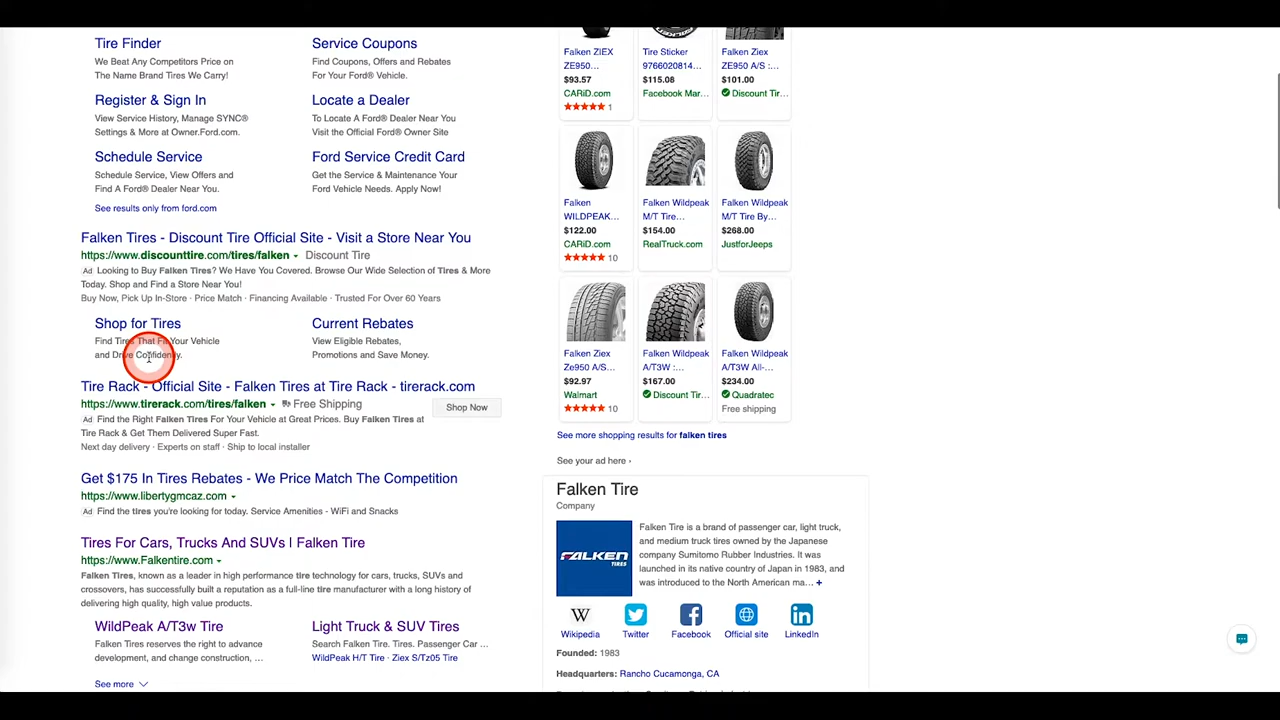 Tire Finder
We Beat Any Competitors Price on
The Name Brand Tires We Carry!
Service Coupons
Find Coupons, Offers and Rebates
For Your Ford® Vehicle.
Register & Sign In
View Service History, Manage SYNC®
Settings & More at Owner.Ford.com.
Locate a Dealer
To Locate A Ford® Dealer Near You
Visit the Official Ford® Owner Site
Schedule Service
Schedule Service, View Offers and
Find A Ford® Dealer Near You.
Ford Service Credit Card
Get the Service & Maintenance Your
Ford Vehicle Needs. Apply Now!
See results only from ford.com
Falken Tires - Discount Tire Official Site - Visit a Store Near You
https://www.discounttire.com/tires/falken Discount Tire
Ad Looking to Buy Falken Tires? We Have You Covered. Browse Our Wide Selection of Tires & More
Today. Shop and Find a Store Near You!
Buy Now, Pick Up In-Store · Price Match · Financing Available · Trusted For Over 60 Years
Shop for Tires
Find Tires That Fit Your Vehicle
and Drive Confidently.
Current Rebates
View Eligible Rebates,
Promotions and Save Money.
Tire Rack - Official Site - Falken Tires at Tire Rack - tirerack.com
https://www.tirerack.com/tires/falken Free Shipping
Ad Find the Right Falken Tires For Your Vehicle at Great Prices. Buy Falken Tires at
Tire Rack & Get Them Delivered Super Fast.
Next day delivery · Experts on staff · Ship to local installer
Shop Now
Get $175 In Tires Rebates - We Price Match The Competition
https://www.libertygmcaz.com
Ad Find the tires you're looking for today. Service Amenities - WiFi and Snacks
Tires For Cars, Trucks And SUVs | Falken Tire
https://www.Falkentire.com
Falken Tires, known as a leader in high performance tire technology for cars, trucks, SUVs and
crossovers, has successfully built a reputation as a full-line tire manufacturer with a long history of
delivering high quality, high value products.
WildPeak A/T3w Tire
Falken Tires reserves the right to advance
development, and change construction, ...
Light Truck & SUV Tires
Search Falken Tire. Tires. Passenger Car ...
WildPeak H/T Tire · Ziex S/Tz05 Tire
See more
Falken ZIEX
ZE950...
$93.57
CARiD.com
1
Tire Sticker
9766020814...
$115.08
Facebook Mar...
Falken Ziex
ZE950 A/S :...
$101.00
Discount Tir...
Falken
WILDPEAK...
$122.00
CARiD.com
10
Falken Wildpeak
M/T Tire...
$154.00
RealTruck.com
Falken Wildpeak
M/T Tire By...
$268.00
JustforJeeps
Falken Ziex
Ze950 A/S...
$92.97
Walmart
10
Falken Wildpeak
A/T3W :...
$167.00
Discount Tir...
Falken Wildpeak
A/T3W All-...
$234.00
Quadratec
Free shipping
See more shopping results for falken tires
See your ad here
Falken Tire
Company
FALKEN
TIRES
Falken Tire is a brand of passenger car, light truck,
and medium truck tires owned by the Japanese
company Sumitomo Rubber Industries. It was
launched in its native country of Japan in 1983, and
was introduced to the North American ma... +
W
Wikipedia
Twitter
Facebook
Official site
in
LinkedIn
Founded: 1983
Headquarters: Rancho Cucamonga, CA